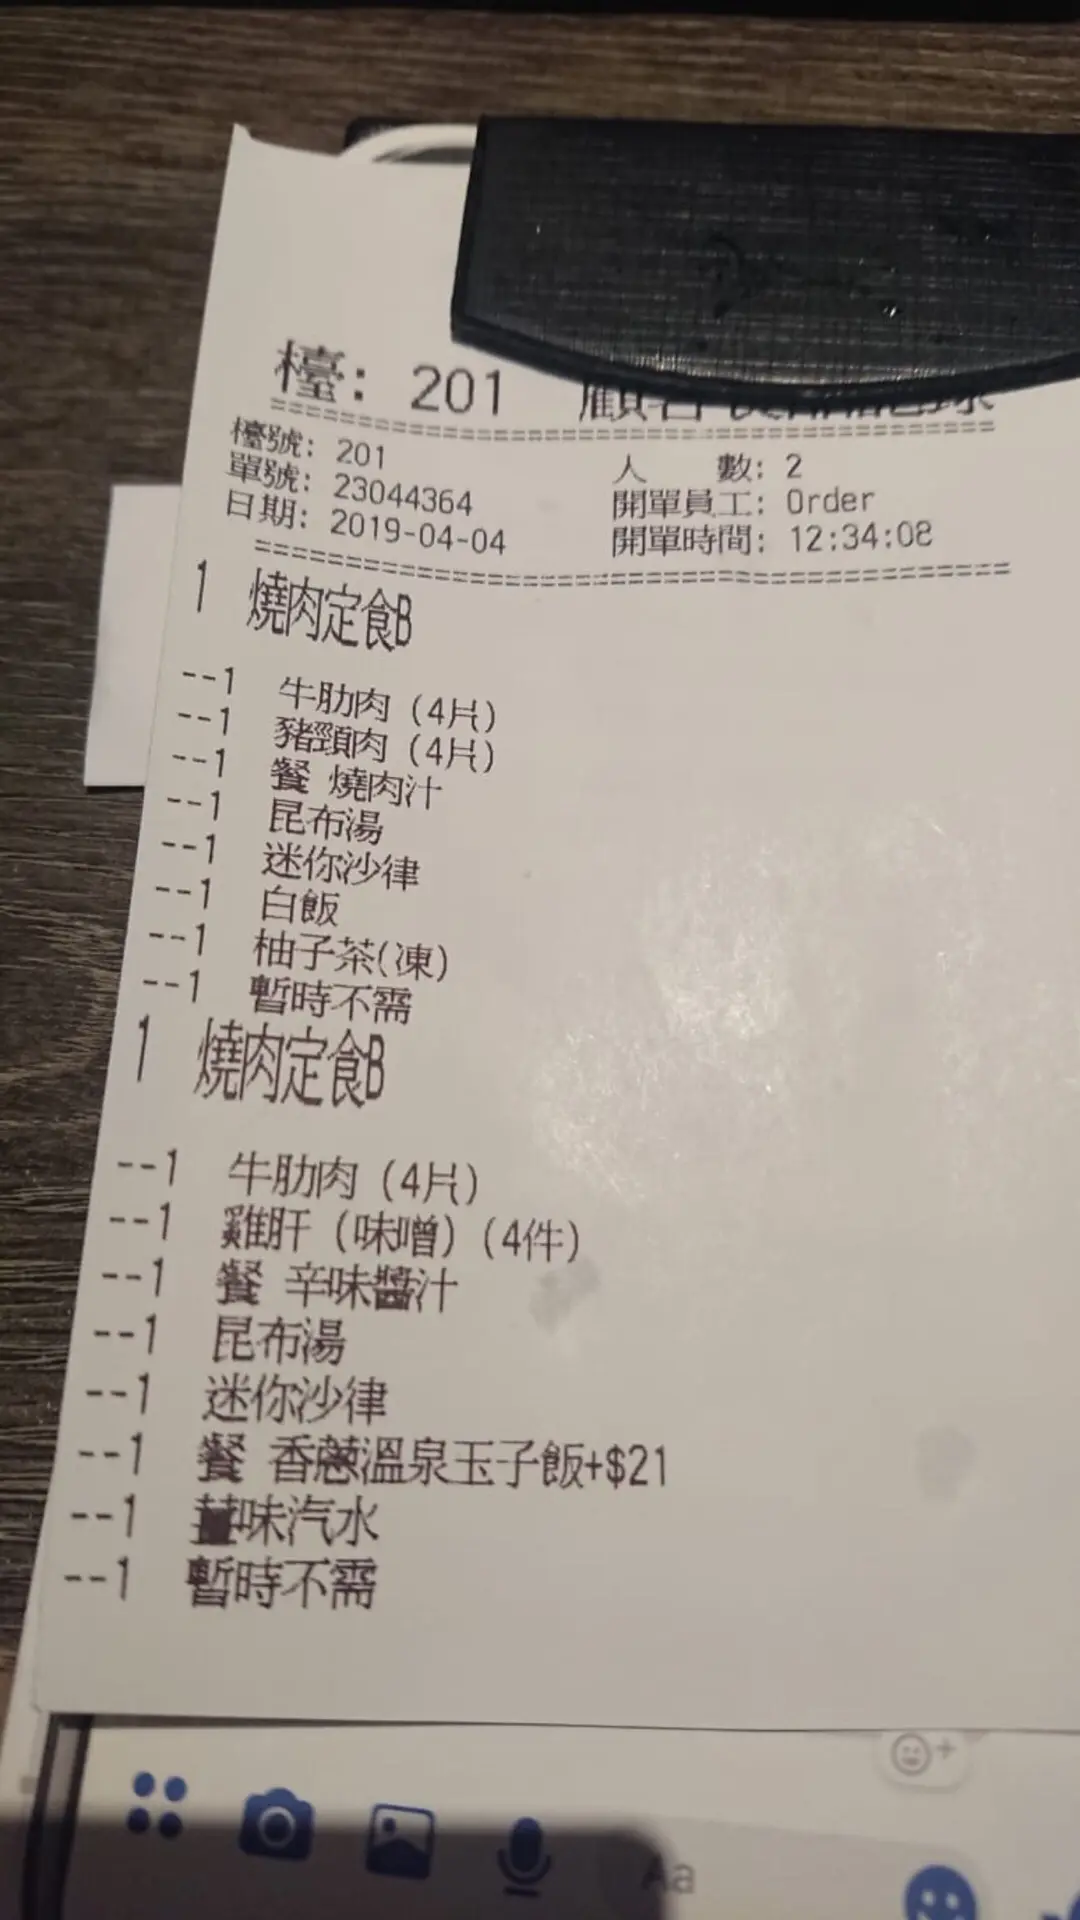 檯: 201 顧客
檯號: 201 人 數: 2
單號: 23044364 開單員工: Order
日期: 2019-04-04 開單時間: 12:34:08
1 燒肉定食B
--1 牛肋肉 (4片)
--1 豬頸肉 (4片)
--1 餐 燒肉汁
--1 昆布湯
--1 迷你沙律
--1 白飯
--1 柚子茶(凍)
--1 暫時不需
1 燒肉定食B
--1 牛肋肉 (4片)
--1 雞肝 (味噌) (4件)
--1 餐 辛味醬汁
--1 昆布湯
--1 迷你沙律
--1 餐 香蔥溫泉玉子飯+$21
--1 薑味汽水
--1 暫時不需
Aa